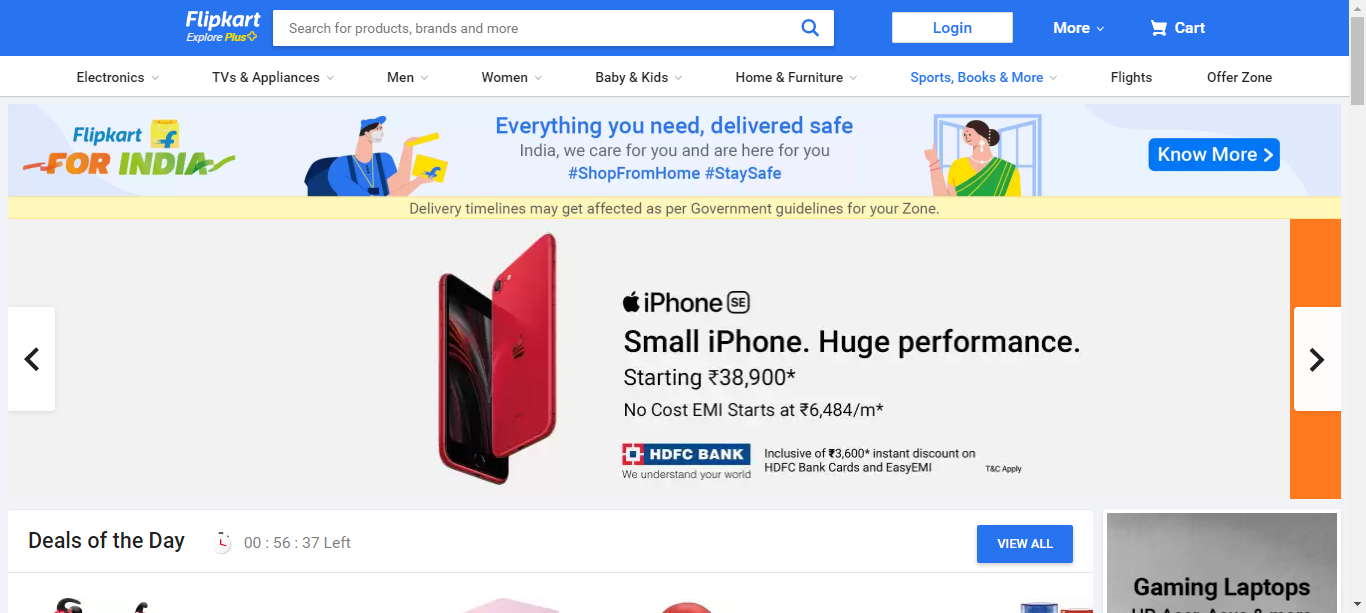 Flipkart
Explore Plus
Search for products, brands and more
Login
More
Cart
Electronics
TVs & Appliances
Men
Women
Baby & Kids
Home & Furniture
Sports, Books & More
Flights
Offer Zone
Flipkart
FOR INDIA
Everything you need, delivered safe
India, we care for you and are here for you
#ShopFromHome #StaySafe
Know More
Delivery timelines may get affected as per Government guidelines for your Zone.
iPhone SE
Small iPhone. Huge performance.
Starting ₹38,900*
No Cost EMI Starts at ₹6,484/m*
HDFC BANK
We understand your world
Inclusive of ₹3,600* instant discount on
HDFC Bank Cards and EasyEMI
T&C Apply
Deals of the Day
00 : 56 : 37 Left
VIEW ALL
Gaming Laptops